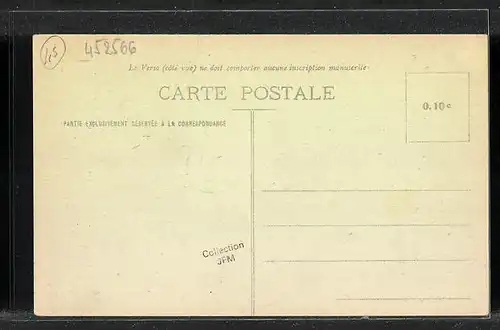 45
452566
Le Verso (côté vue) ne doit comporter aucune inscription manuscrite
CARTE POSTALE
0.10 c
PARTIE EXCLUSIVEMENT RÉSERVÉE A LA CORRESPONDANCE
Collection
JFM